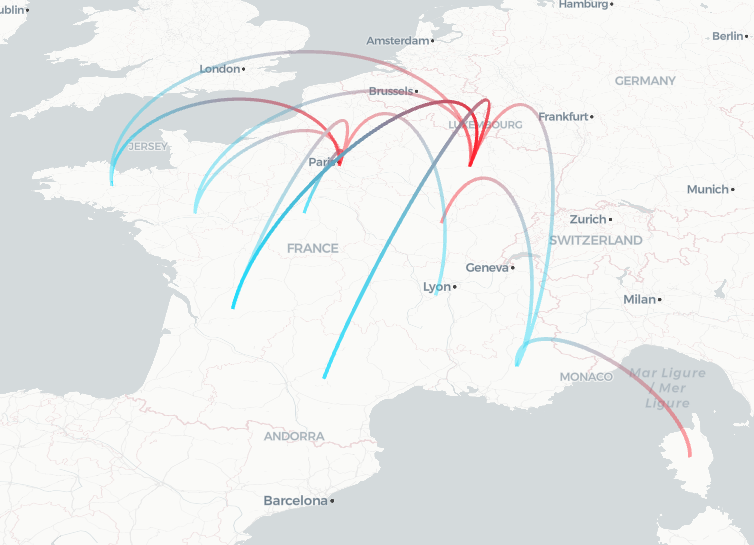 Hamburg
ublin
Berlin
Amsterdam
London
GERMANY
Brussels
Frankfurt
LUXEMBOURG
JERSEY
Paris
Munich
Zurich
SWITZERLAND
FRANCE
Geneva
Lyon
Milan
Mar Ligure
/ Mer
Ligure
MONACO
ANDORRA
Barcelona